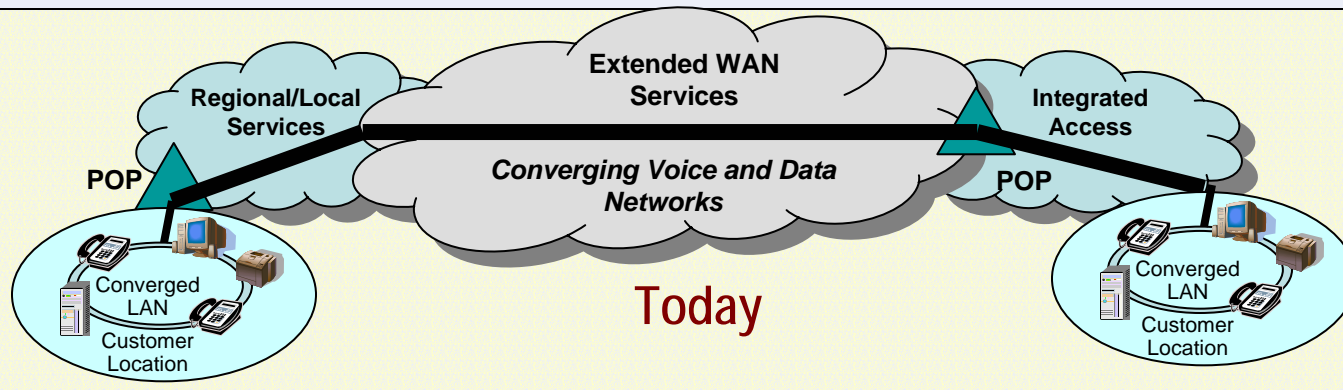 Extended WAN
Services
Regional/Local
Services
Integrated
Access
POP
Converging Voice and Data
Networks
POP
Converged
LAN
Customer
Location
Today
Converged
LAN
Customer
Location